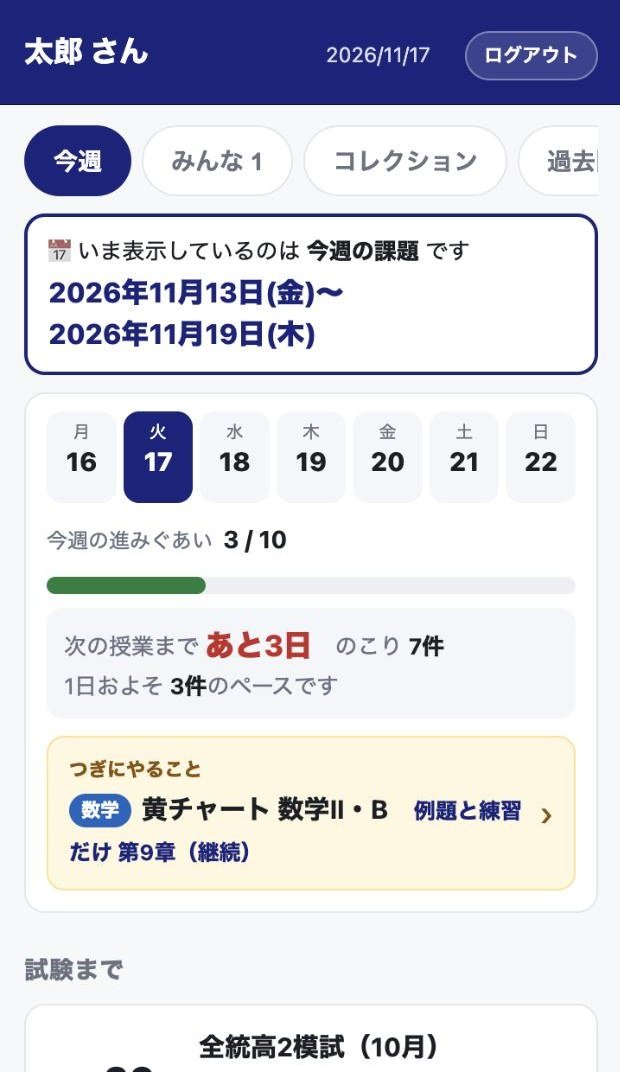 太郎 さん
2026/11/17
ログアウト
今週
みんな 1
コレクション
過去
17 いま表示しているのは 今週の課題 です
2026年11月13日(金)〜
2026年11月19日(木)
月 火 水 木 金 土 日
16 17 18 19 20 21 22
今週の進みぐあい 3 / 10
次の授業まで あと3日 のこり 7件
1日およそ 3件のペースです
つぎにやること
数学 黄チャート 数学II・B 例題と練習
だけ 第9章（継続） ›
試験まで
全統高2模試（10月）